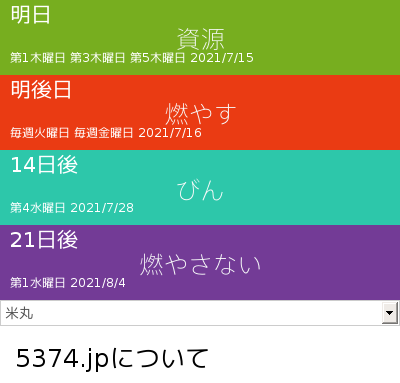 明日
資源
第1木曜日 第3木曜日 第5木曜日 2021/7/15
明後日
燃やす
毎週火曜日 毎週金曜日 2021/7/16
14日後
びん
第4水曜日 2021/7/28
21日後
燃やさない
第1水曜日 2021/8/4
米丸
5374.jpについて